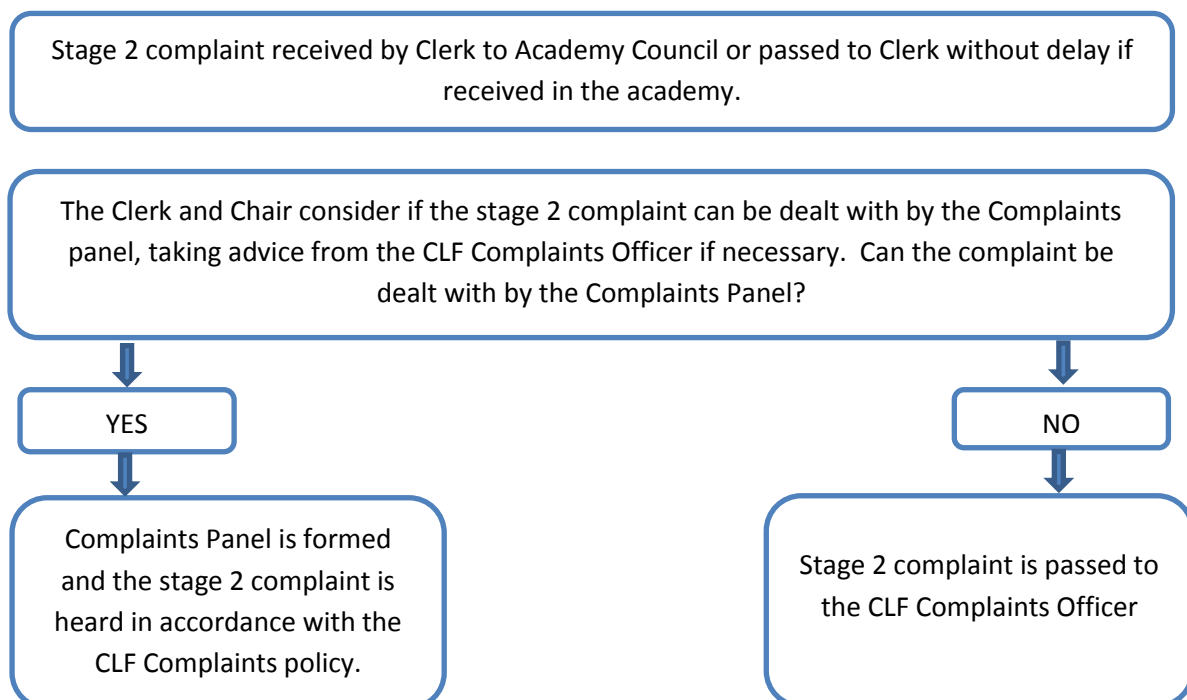 Stage 2 complaint received by Clerk to Academy Council or passed to Clerk without delay if
received in the academy.
The Clerk and Chair consider if the stage 2 complaint can be dealt with by the Complaints
panel, taking advice from the CLF Complaints Officer if necessary.  Can the complaint be
dealt with by the Complaints Panel?
YES
NO
Complaints Panel is formed
and the stage 2 complaint is
heard in accordance with the
CLF Complaints policy.
Stage 2 complaint is passed to
the CLF Complaints Officer